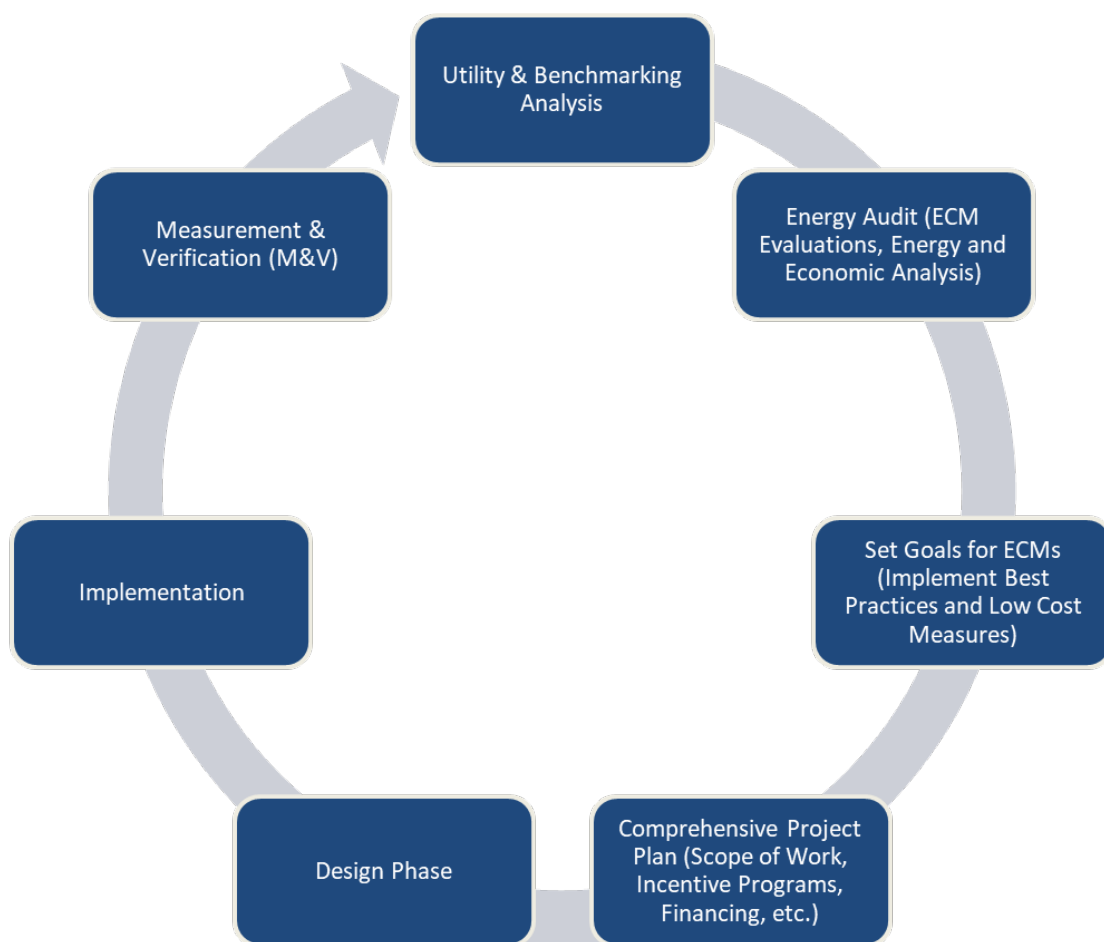 Utility & Benchmarking
Analysis
Energy Audit (ECM
Evaluations, Energy and
Economic Analysis)
Set Goals for ECMs
(Implement Best
Practices and Low Cost
Measures)
Comprehensive Project
Plan (Scope of Work,
Incentive Programs,
Financing, etc.)
Design Phase
Implementation
Measurement &
Verification (M&V)